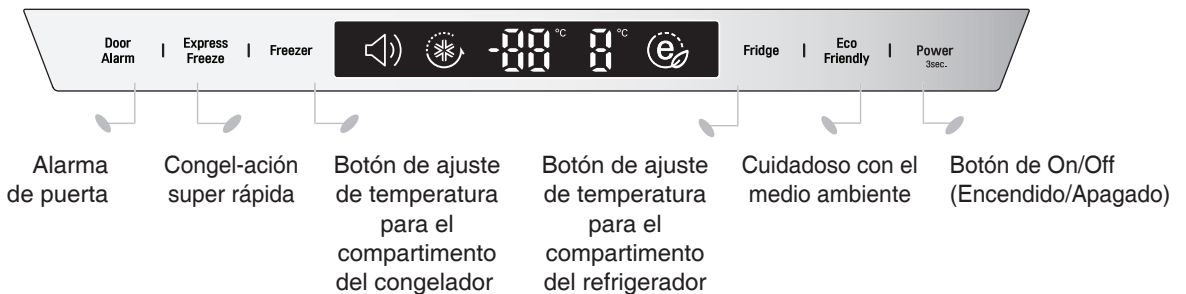 Door
Alarm
Express
Freeze
Freezer
-88 °C
8 °C
e
Fridge
Eco
Friendly
Power
3sec.
Alarma
de puerta
Congel-ación
super rápida
Botón de ajuste
de temperatura
para el
compartimento
del congelador
Botón de ajuste
de temperatura
para el
compartimento
del refrigerador
Cuidadoso con el
medio ambiente
Botón de On/Off
(Encendido/Apagado)